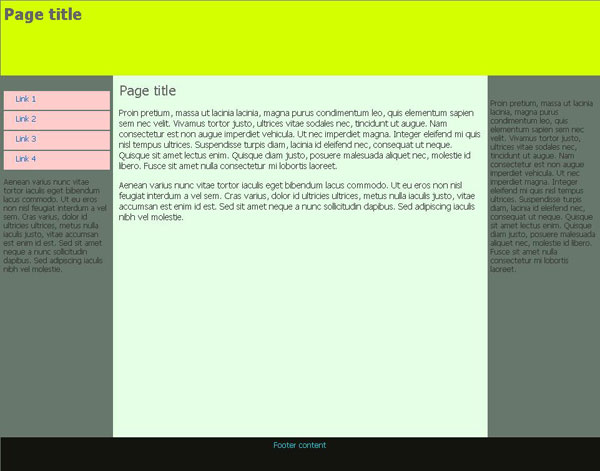 Page title
Link 1
Link 2
Link 3
Link 4
Aenean varius nunc vitae
tortor iaculis eget bibendum
lacus commodo. Ut eu eros
non nisl feugiat interdum a vel
sem. Cras varius, dolor id
ultricies ultrices, metus nulla
iaculis justo, vitae accumsan
est enim id est. Sed sit amet
neque a nunc sollicitudin
dapibus. Sed adipiscing iaculis
nibh vel molestie.
Page title
Proin pretium, massa ut lacinia lacinia, magna purus condimentum leo, quis elementum sapien
sem nec velit. Vivamus tortor justo, ultrices vitae sodales nec, tincidunt ut augue. Nam
consectetur est non augue imperdiet vehicula. Ut nec imperdiet magna. Integer eleifend mi quis
nisl tempus ultrices. Suspendisse turpis diam, lacinia id eleifend nec, consequat ut neque.
Quisque sit amet lectus enim. Quisque diam justo, posuere malesuada aliquet nec, molestie id
libero. Fusce sit amet nulla consectetur mi lobortis laoreet.
Aenean varius nunc vitae tortor iaculis eget bibendum lacus commodo. Ut eu eros non nisl
feugiat interdum a vel sem. Cras varius, dolor id ultricies ultrices, metus nulla iaculis justo, vitae
accumsan est enim id est. Sed sit amet neque a nunc sollicitudin dapibus. Sed adipiscing iaculis
nibh vel molestie.
Proin pretium, massa ut lacinia
lacinia, magna purus
condimentum leo, quis
elementum sapien sem nec
velit. Vivamus tortor justo,
ultrices vitae sodales nec,
tincidunt ut augue. Nam
consectetur est non augue
imperdiet vehicula. Ut nec
imperdiet magna. Integer
eleifend mi quis nisl tempus
ultrices. Suspendisse turpis
diam, lacinia id eleifend nec,
consequat ut neque. Quisque
sit amet lectus enim. Quisque
diam justo, posuere malesuada
aliquet nec, molestie id libero.
Fusce sit amet nulla
consectetur mi lobortis
laoreet.
Footer content